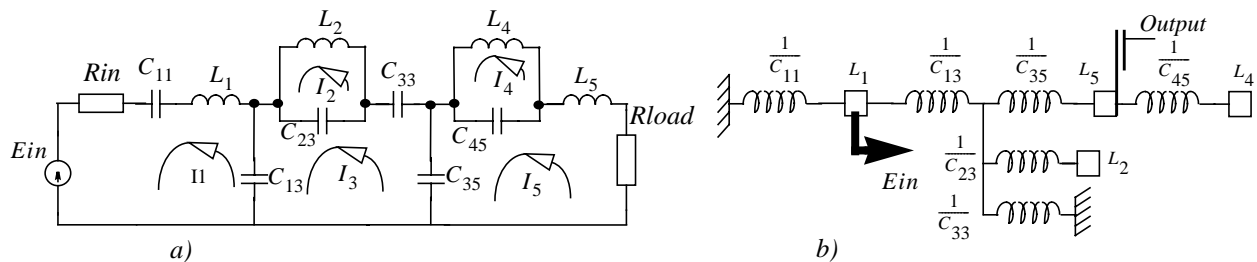 L2
L4
Rin
C11
L1
I2
C33
I4
L5
C23
C45
Rload
Ein
I1
C13
I3
C35
I5
a)
Output
1/C11
L1
1/C13
1/C35
L5
1/C45
L4
Ein
1/C23
L2
1/C33
b)